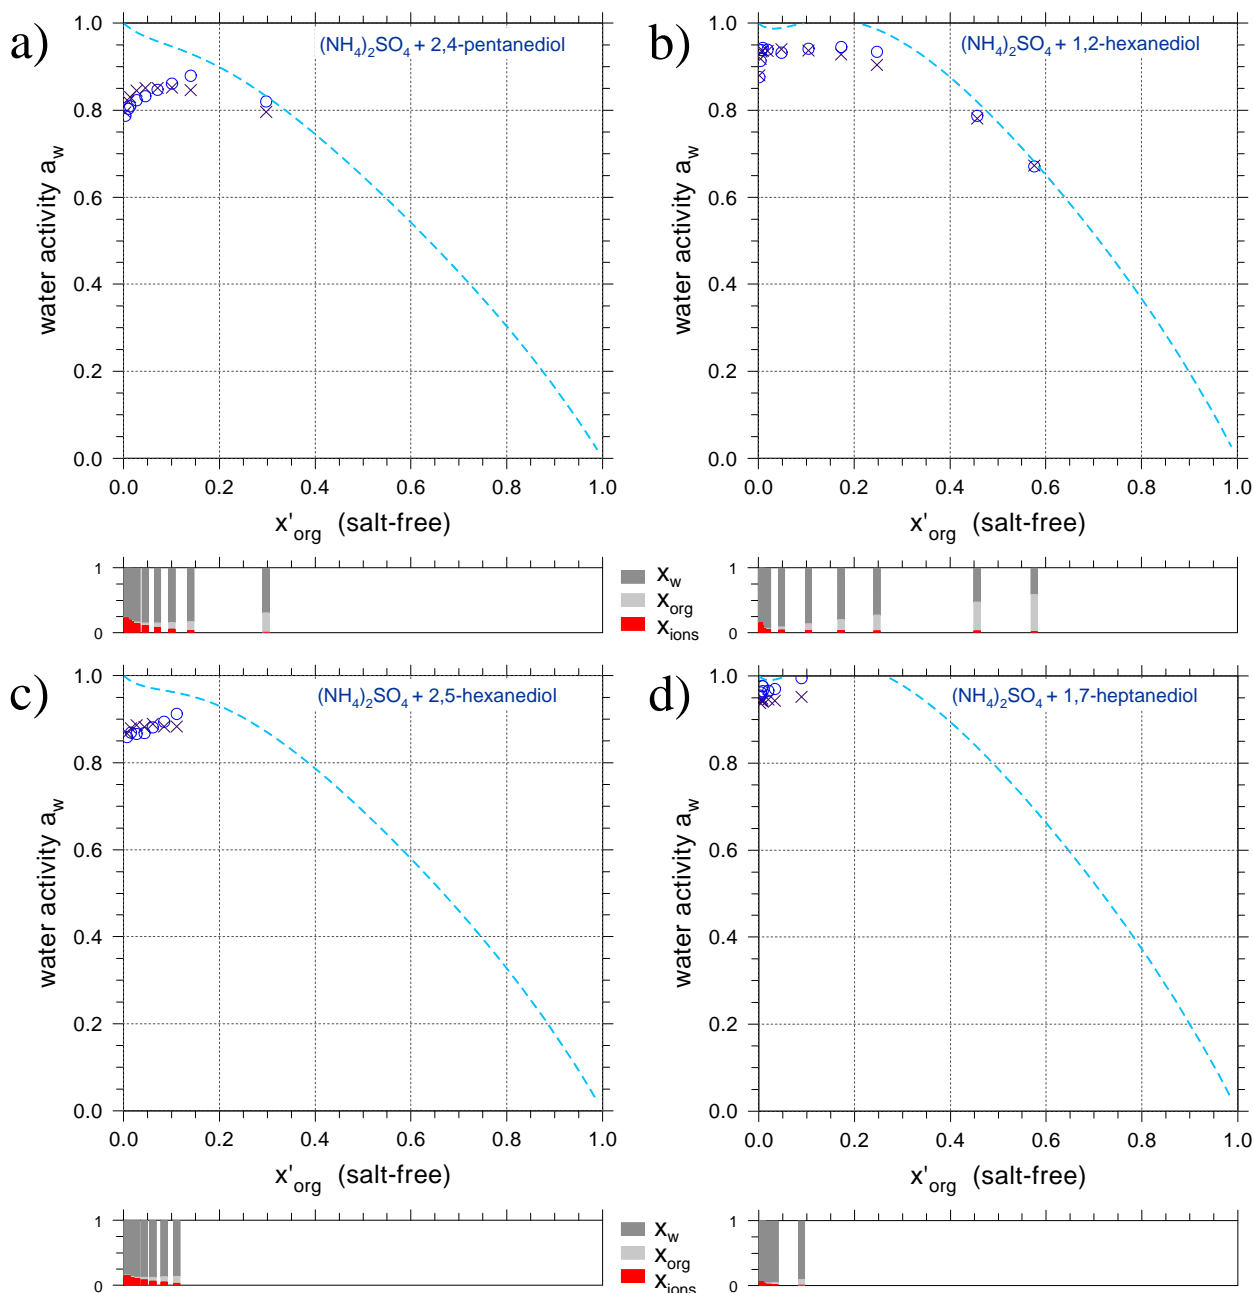 a)
(NH4)2SO4 + 2,4-pentanediol
water activity aw
1.0
0.8
0.6
0.4
0.2
0.0
0.0 0.2 0.4 0.6 0.8 1.0
x'org (salt-free)
1
0
b)
(NH4)2SO4 + 1,2-hexanediol
water activity aw
1.0
0.8
0.6
0.4
0.2
0.0
0.0 0.2 0.4 0.6 0.8 1.0
x'org (salt-free)
1
0
xw
xorg
xions
c)
(NH4)2SO4 + 2,5-hexanediol
water activity aw
1.0
0.8
0.6
0.4
0.2
0.0
0.0 0.2 0.4 0.6 0.8 1.0
x'org (salt-free)
1
0
d)
(NH4)2SO4 + 1,7-heptanediol
water activity aw
1.0
0.8
0.6
0.4
0.2
0.0
0.0 0.2 0.4 0.6 0.8 1.0
x'org (salt-free)
1
0
xw
xorg
xions